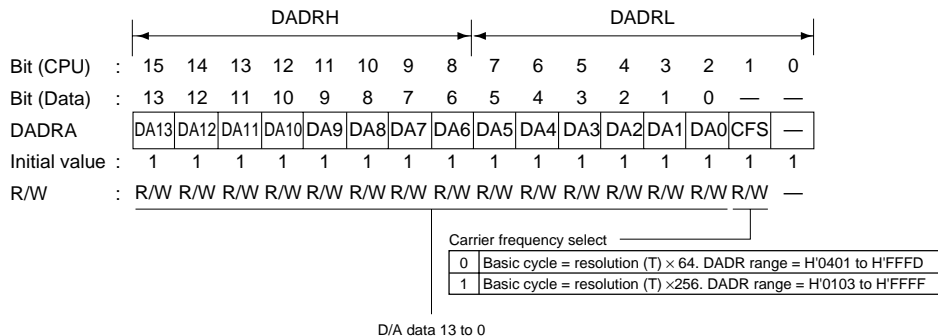 DADRH DADRL
Bit (CPU) : 15 14 13 12 11 10 9 8 7 6 5 4 3 2 1 0
Bit (Data) : 13 12 11 10 9 8 7 6 5 4 3 2 1 0 — —
DADRA DA13 DA12 DA11 DA10 DA9 DA8 DA7 DA6 DA5 DA4 DA3 DA2 DA1 DA0 CFS —
Initial value : 1 1 1 1 1 1 1 1 1 1 1 1 1 1 1 1
R/W : R/W R/W R/W R/W R/W R/W R/W R/W R/W R/W R/W R/W R/W R/W R/W —
Carrier frequency select
0 Basic cycle = resolution (T) × 64. DADR range = H'0401 to H'FFFD
1 Basic cycle = resolution (T) ×256. DADR range = H'0103 to H'FFFF
D/A data 13 to 0